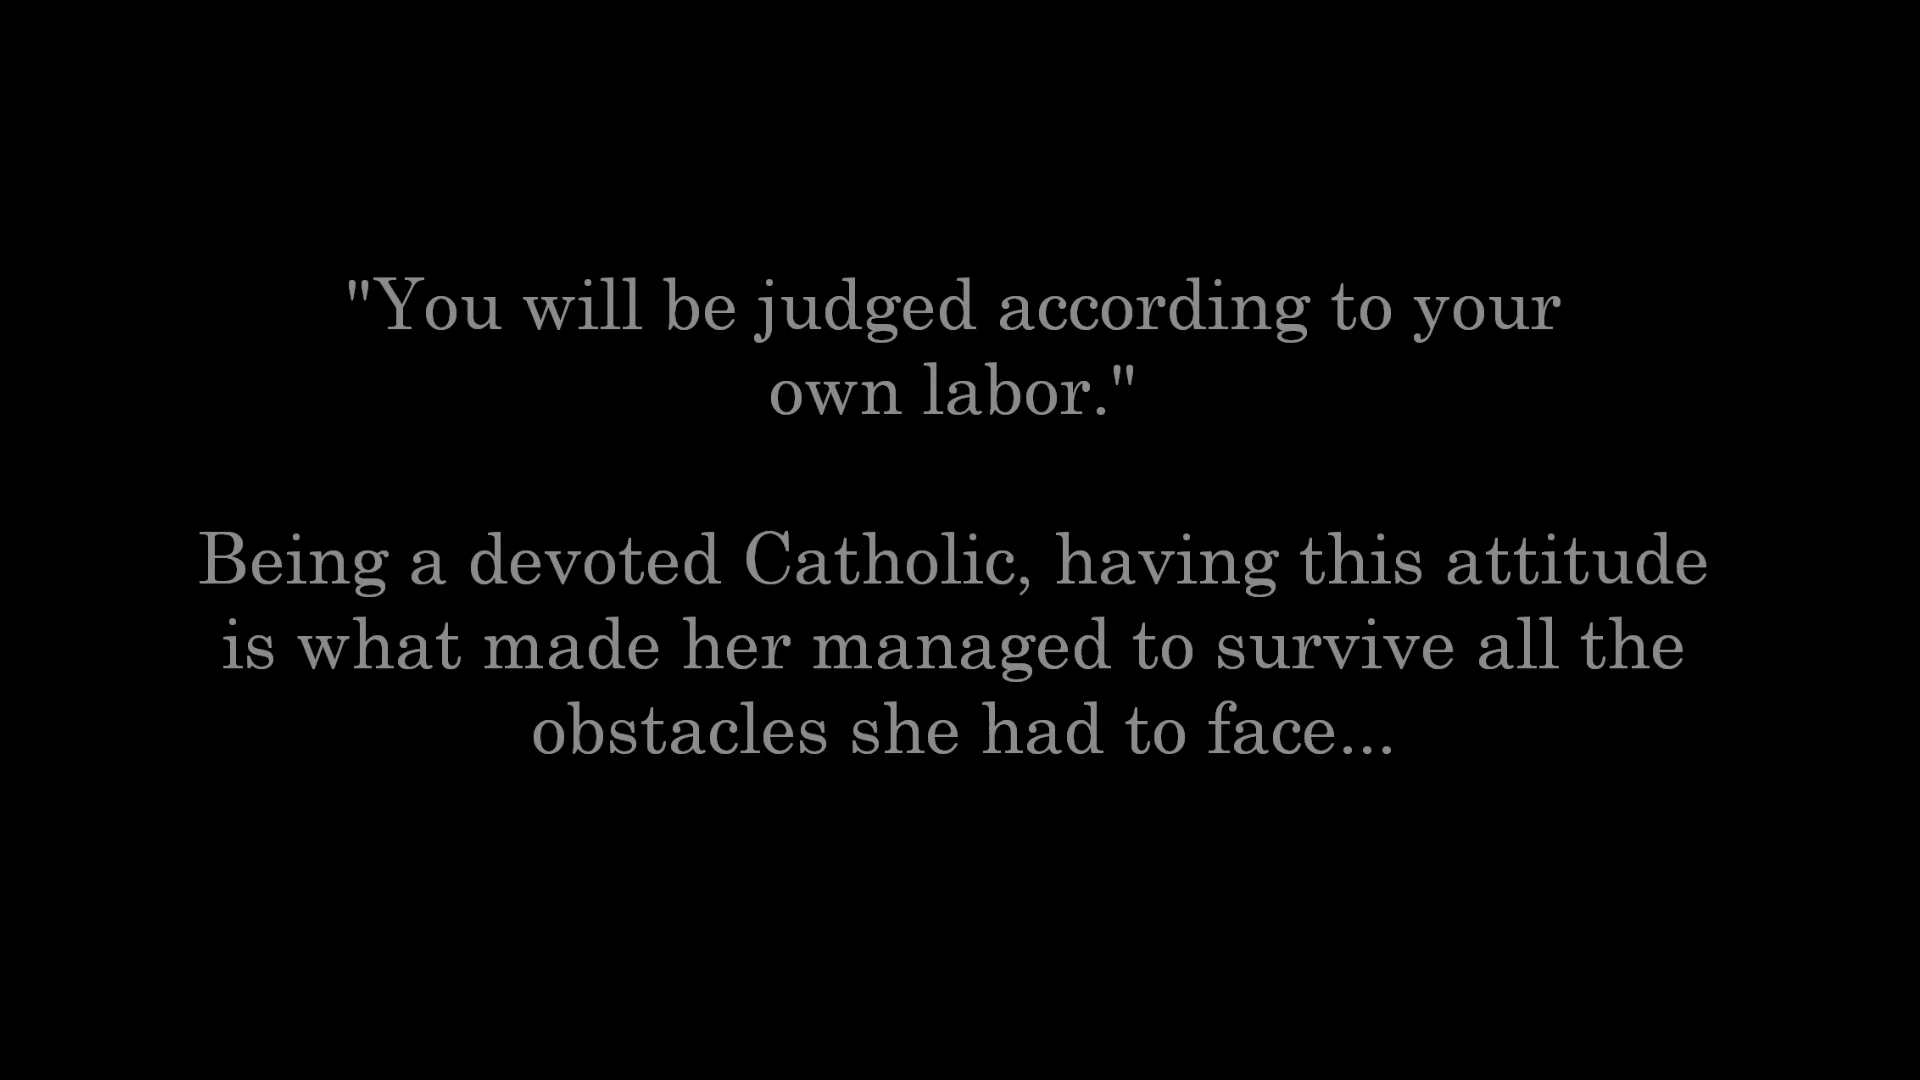 "You will be judged according to your
own labor."
Being a devoted Catholic, having this attitude
is what made her managed to survive all the
obstacles she had to face...